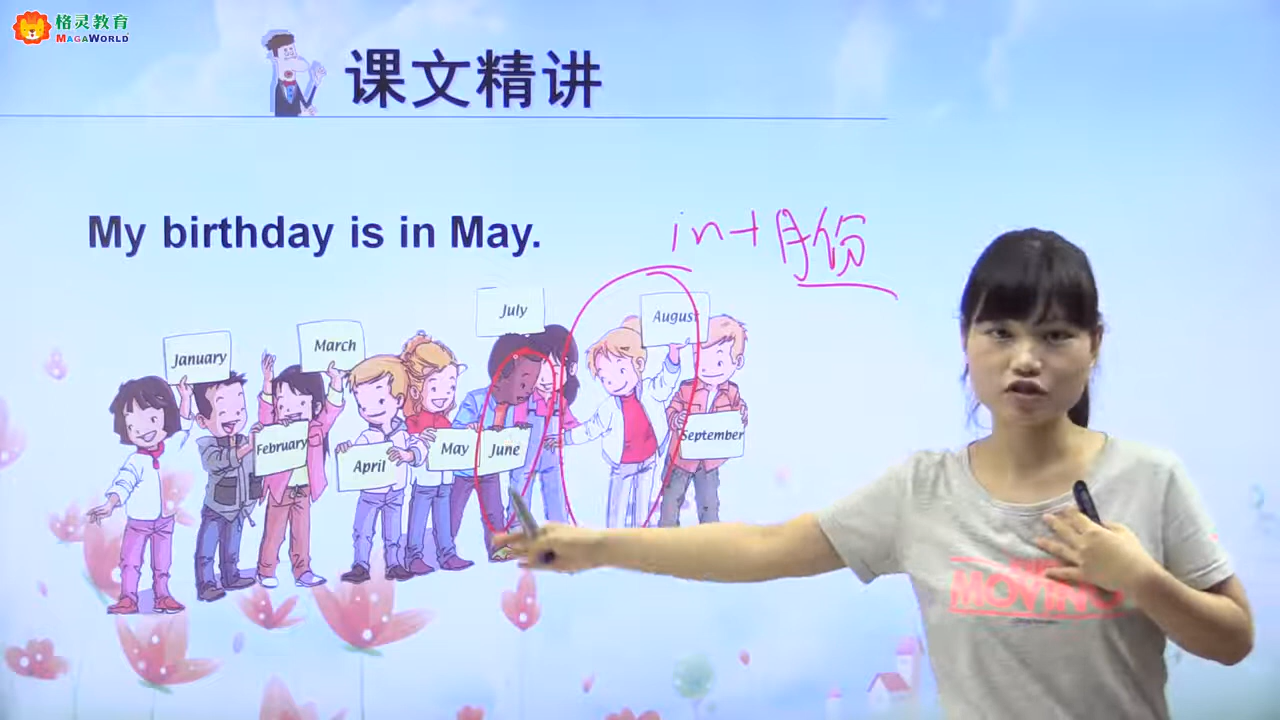 格灵教育
MAGAWORLD
课文精讲
My birthday is in May.
in+月份
July
August
January
March
February
April
May
June
September
MOVING